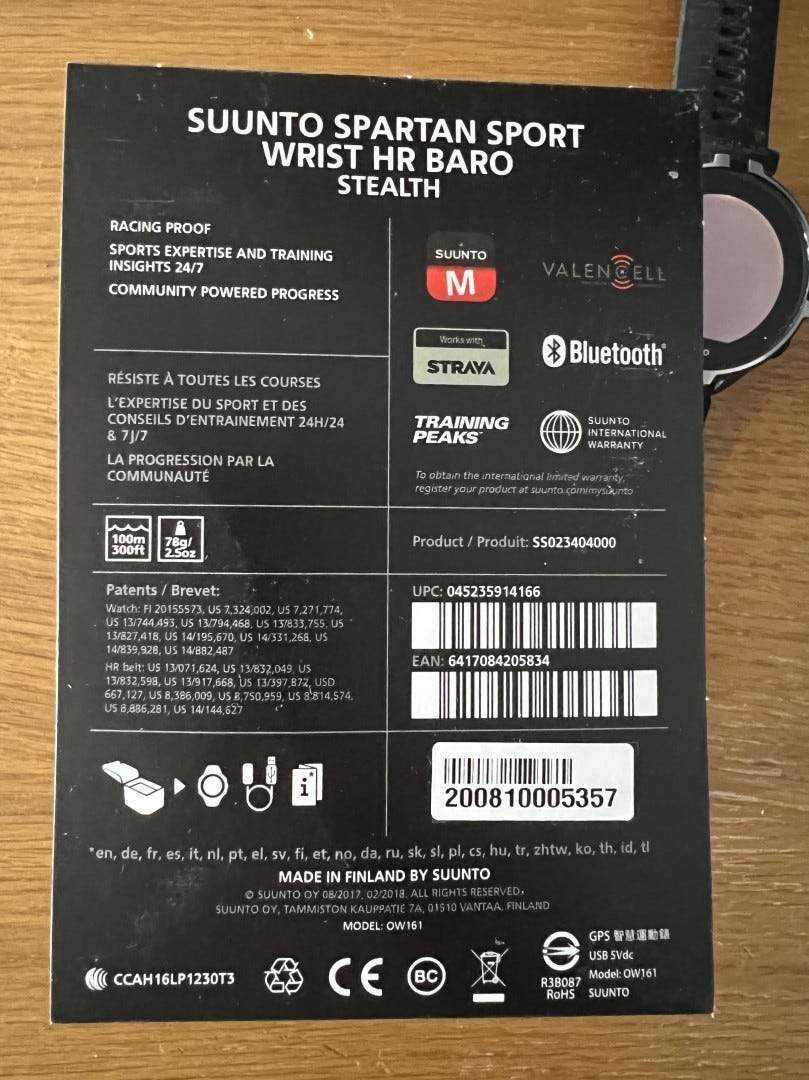 SUUNTO SPARTAN SPORT
WRIST HR BARO
STEALTH
RACING PROOF
SPORTS EXPERTISE AND TRAINING
INSIGHTS 24/7
COMMUNITY POWERED PROGRESS
RÉSISTE À TOUTES LES COURSES
L'EXPERTISE DU SPORT ET DES
CONSEILS D'ENTRAINEMENT 24H/24
& 7J/7
LA PROGRESSION PAR LA
COMMUNAUTÉ
SUUNTO
M
VALENCELL
Works with
STRAVA
Bluetooth®
TRAINING
PEAKS™
SUUNTO
INTERNATIONAL
WARRANTY
To obtain the international limited warranty,
register your product at suunto.com/mysuunto
100m
300ft
78g/
2.5oz
Product / Produit: SS023404000
Patents / Brevet:
Watch: FI 20155573, US 7,324,002, US 7,271,774,
US 13/744,493, US 13/794,468, US 13/833,755, US
13/827,418, US 14/195,670, US 14/331,268, US
14/839,928, US 14/882,487
HR belt: US 13/071,624, US 13/832,049, US
13/832,598, US 13/917,668, US 13/397,872, USD
667,127, US 8,386,009, US 8,750,959, US 8,814,574,
US 8,886,281, US 14/144,627
UPC: 045235914166
EAN: 6417084205834
i*
200810005357
*en, de, fr, es, it, nl, pt, el, sv, fi, et, no, da, ru, sk, sl, pl, cs, hu, tr, zhtw, ko, th, id, tl
MADE IN FINLAND BY SUUNTO
© SUUNTO OY 08/2017, 02/2018. ALL RIGHTS RESERVED.
SUUNTO OY, TAMMISTON KAUPPATIE 7A, 01510 VANTAA, FINLAND
MODEL: OW161
CCAH16LP1230T3
CE
BC
R3B087
RoHS
GPS 智慧運動錶
USB 5Vdc
Model: OW161
SUUNTO